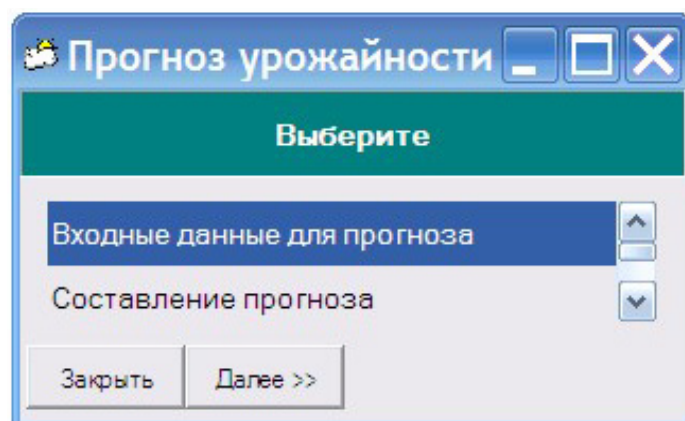 Прогноз урожайности
Выберите
Входные данные для прогноза
Составление прогноза
Закрыть Далее >>